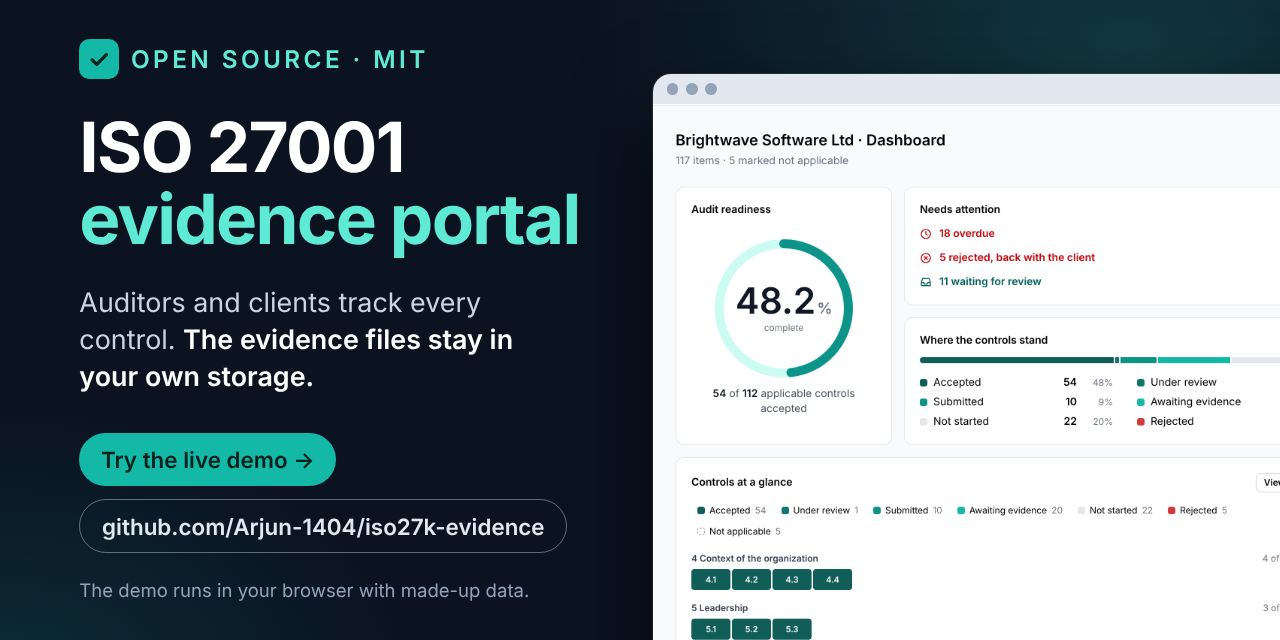 OPEN SOURCE · MIT
ISO 27001
evidence portal
Auditors and clients track every
control. The evidence files stay in
your own storage.
Try the live demo →
github.com/Arjun-1404/iso27k-evidence
The demo runs in your browser with made-up data.
Brightwave Software Ltd · Dashboard
117 items · 5 marked not applicable
Audit readiness
48.2%
complete
54 of 112 applicable controls
accepted
Needs attention
18 overdue
5 rejected, back with the client
11 waiting for review
Where the controls stand
Accepted 54 48% Under review
Submitted 10 9% Awaiting evidence
Not started 22 20% Rejected
Controls at a glance
Accepted 54 Under review 1 Submitted 10 Awaiting evidence 20 Not started 22 Rejected 5
Not applicable 5
4 Context of the organization 4 of
4.1 4.2 4.3 4.4
5 Leadership 3 of
5.1 5.2 5.3